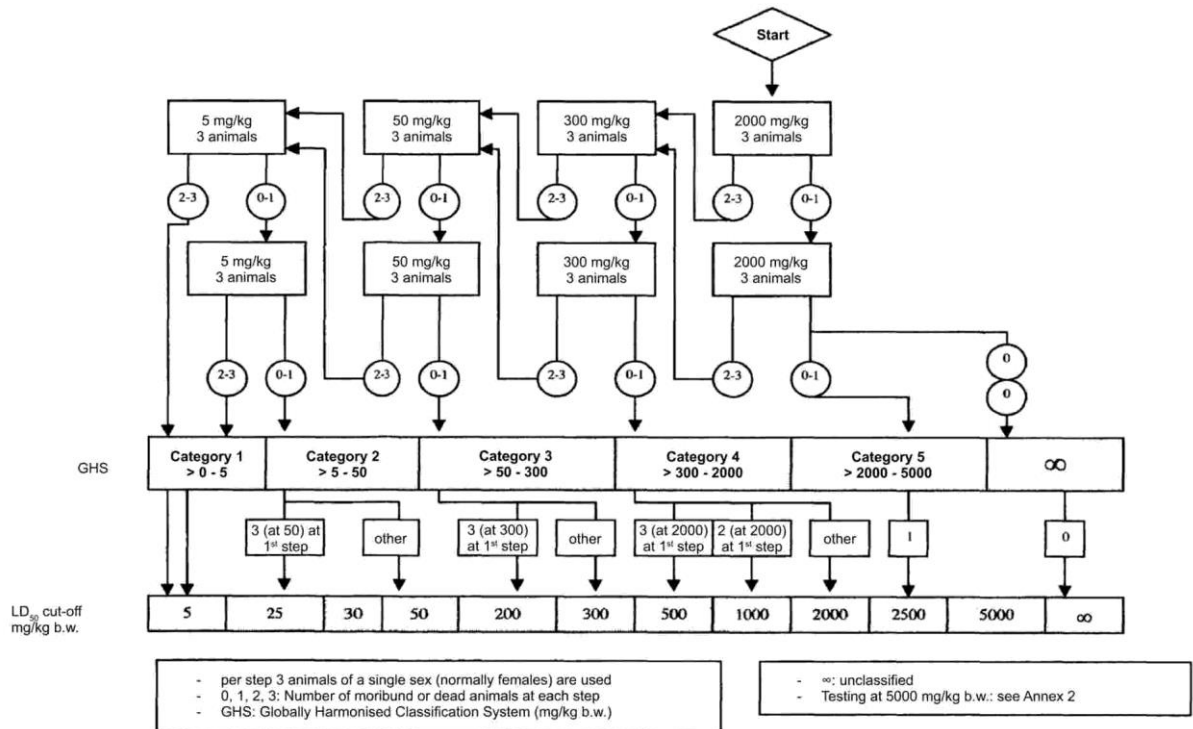 Start
5 mg/kg
3 animals
50 mg/kg
3 animals
300 mg/kg
3 animals
2000 mg/kg
3 animals
2-3
0-1
2-3
0-1
2-3
0-1
2-3
0-1
5 mg/kg
3 animals
50 mg/kg
3 animals
300 mg/kg
3 animals
2000 mg/kg
3 animals
2-3
0-1
2-3
0-1
2-3
0-1
2-3
0-1
0
0
GHS
Category 1
> 0 - 5
Category 2
> 5 - 50
Category 3
> 50 - 300
Category 4
> 300 - 2000
Category 5
> 2000 - 5000
∞
3 (at 50) at
1st step
other
3 (at 300)
at 1st step
other
3 (at 2000)
at 1st step
2 (at 2000)
at 1st step
other
1
0
LD50 cut-off
mg/kg b.w.
5
25
30
50
200
300
500
1000
2000
2500
5000
∞
- per step 3 animals of a single sex (normally females) are used
- 0, 1, 2, 3: Number of moribund or dead animals at each step
- GHS: Globally Harmonised Classification System (mg/kg b.w.)
- ∞: unclassified
- Testing at 5000 mg/kg b.w.: see Annex 2